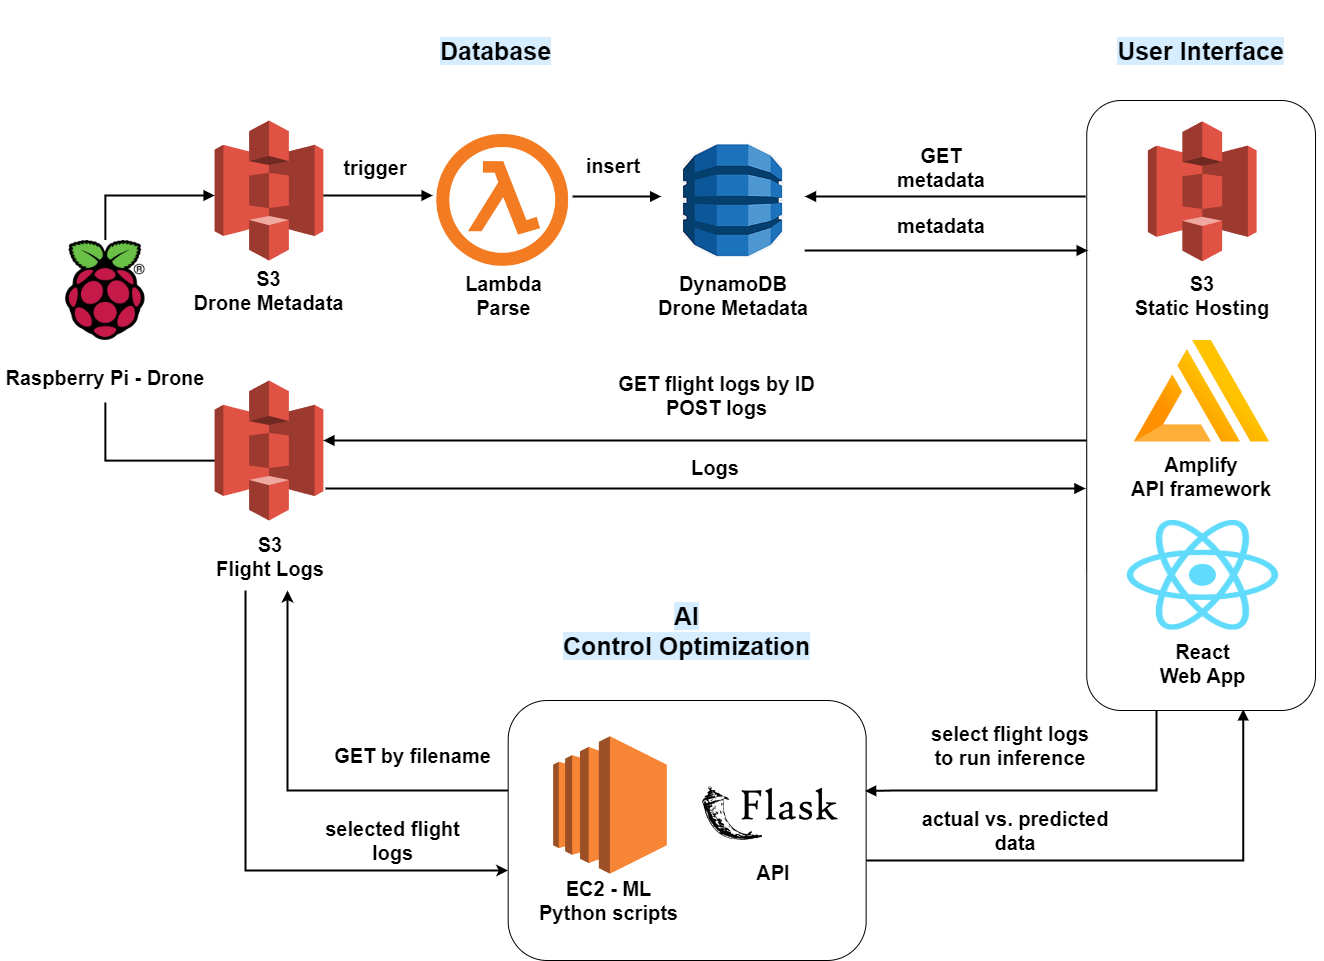 Database
User Interface
trigger
insert
GET
metadata
metadata
S3
Drone Metadata
Lambda
Parse
DynamoDB
Drone Metadata
S3
Static Hosting
®
Raspberry Pi - Drone
GET flight logs by ID
POST logs
Logs
Amplify
API framework
S3
Flight Logs
AI
Control Optimization
React
Web App
GET by filename
selected flight
logs
select flight logs
to run inference
actual vs. predicted
data
Flask
API
EC2 - ML
Python scripts